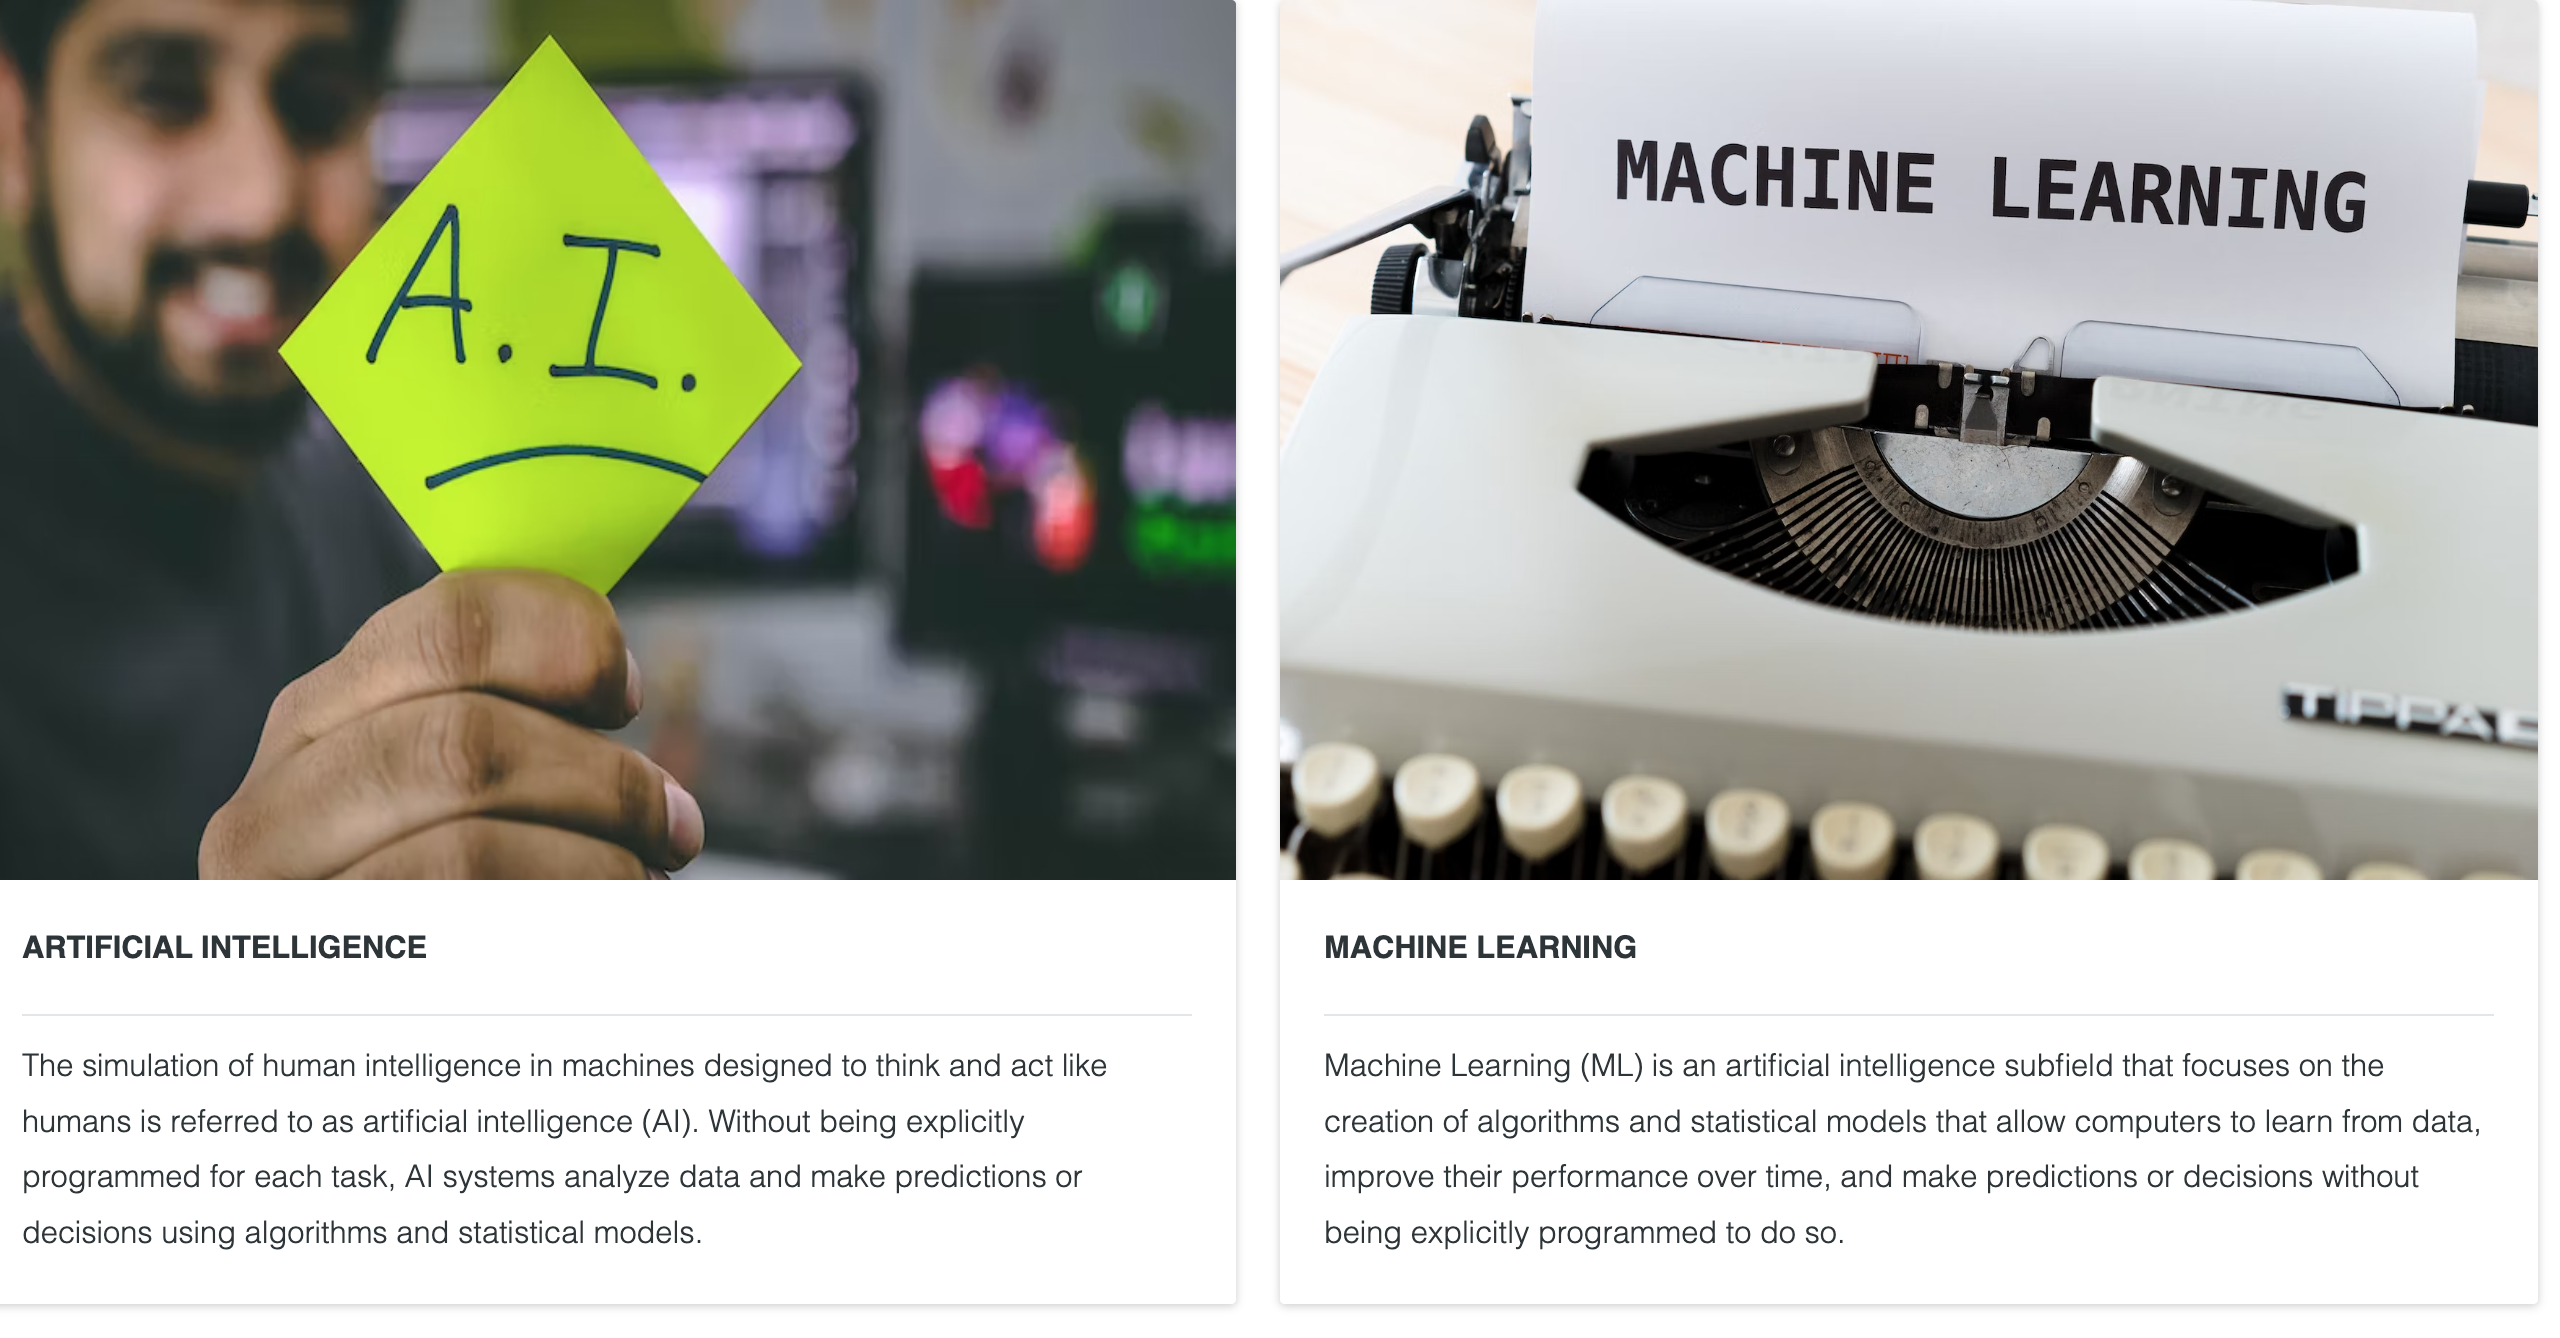 A.I.
MACHINE LEARNING
ARTIFICIAL INTELLIGENCE
The simulation of human intelligence in machines designed to think and act like
humans is referred to as artificial intelligence (AI). Without being explicitly
programmed for each task, AI systems analyze data and make predictions or
decisions using algorithms and statistical models.
MACHINE LEARNING
Machine Learning (ML) is an artificial intelligence subfield that focuses on the
creation of algorithms and statistical models that allow computers to learn from data,
improve their performance over time, and make predictions or decisions without
being explicitly programmed to do so.